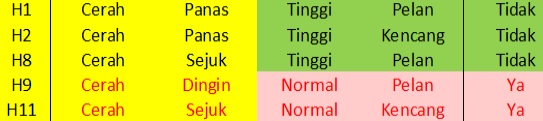 H1 Cerah Panas Tinggi Pelan Tidak
H2 Cerah Panas Tinggi Kencang Tidak
H8 Cerah Sejuk Tinggi Pelan Tidak
H9 Cerah Dingin Normal Pelan Ya
H11 Cerah Sejuk Normal Kencang Ya